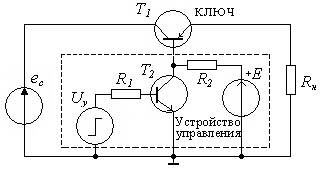 T₁ ключ
T₂
R₁
R₂
+E
eс
Uу
Rн
Устройство
управления